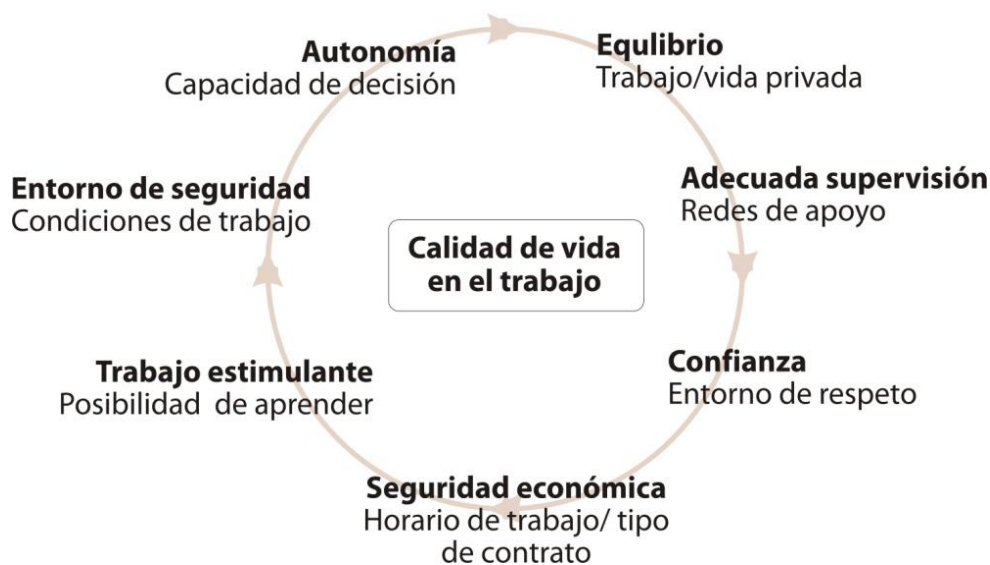 Autonomía
Capacidad de decisión
Equlibrio
Trabajo/vida privada
Entorno de seguridad
Condiciones de trabajo
Adecuada supervisión
Redes de apoyo
Calidad de vida
en el trabajo
Trabajo estimulante
Posibilidad de aprender
Confianza
Entorno de respeto
Seguridad económica
Horario de trabajo/ tipo
de contrato